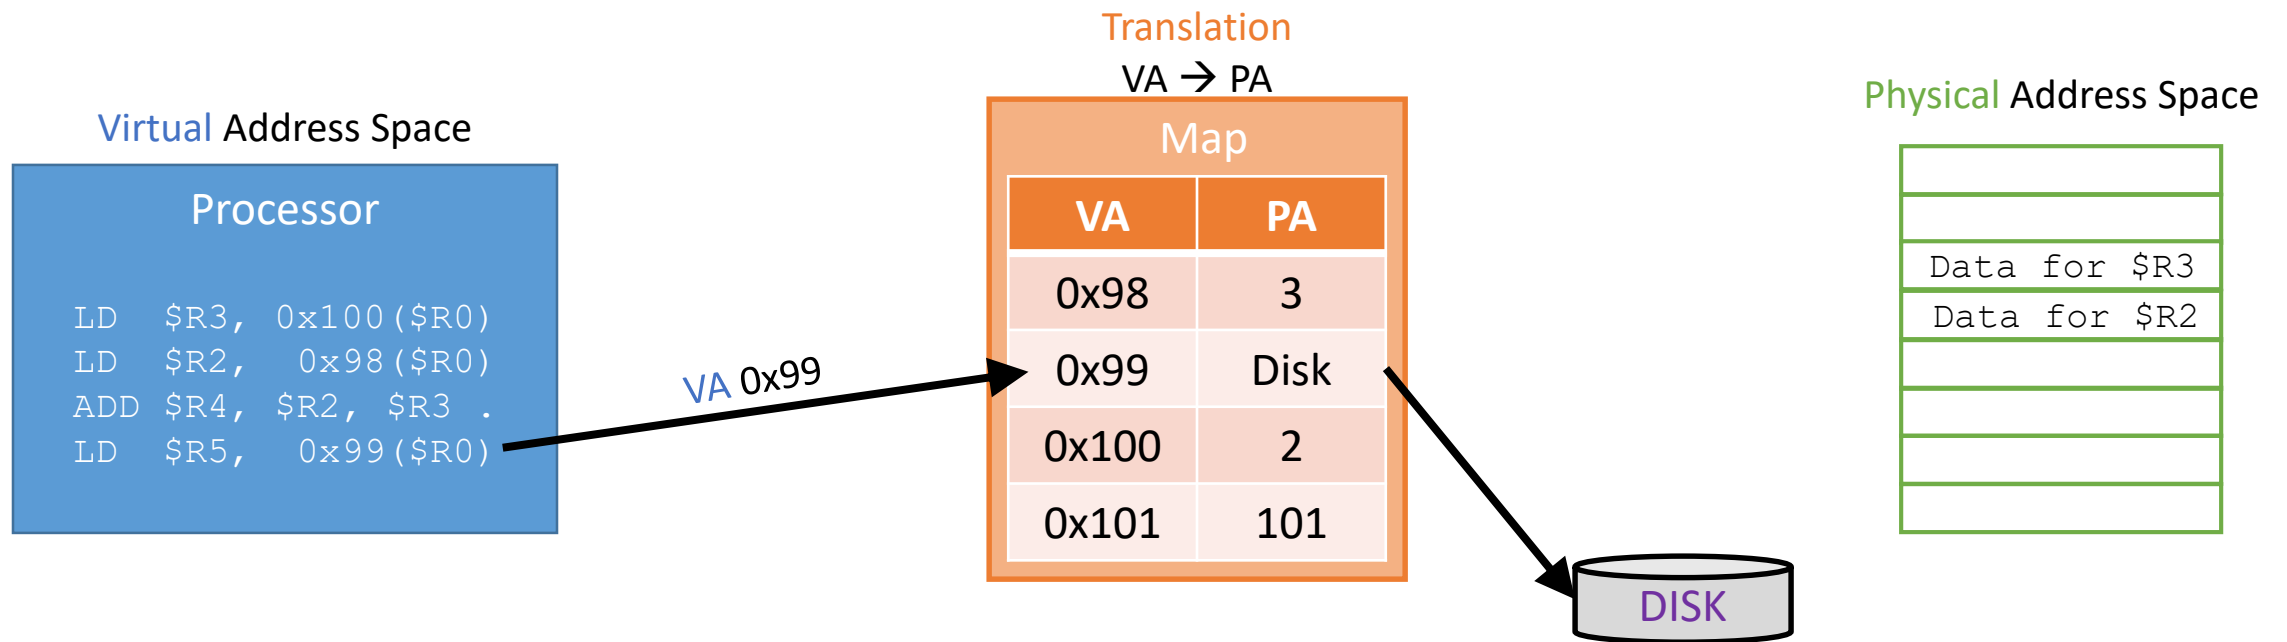 Translation
VA → PA
Virtual Address Space
Physical Address Space
Processor
LD $R3, 0x100($R0)
LD $R2, 0x98($R0)
ADD $R4, $R2, $R3 .
LD $R5, 0x99($R0)
VA 0x99
Map
VA PA
0x98 3
0x99 Disk
0x100 2
0x101 101
Data for $R3
Data for $R2
DISK